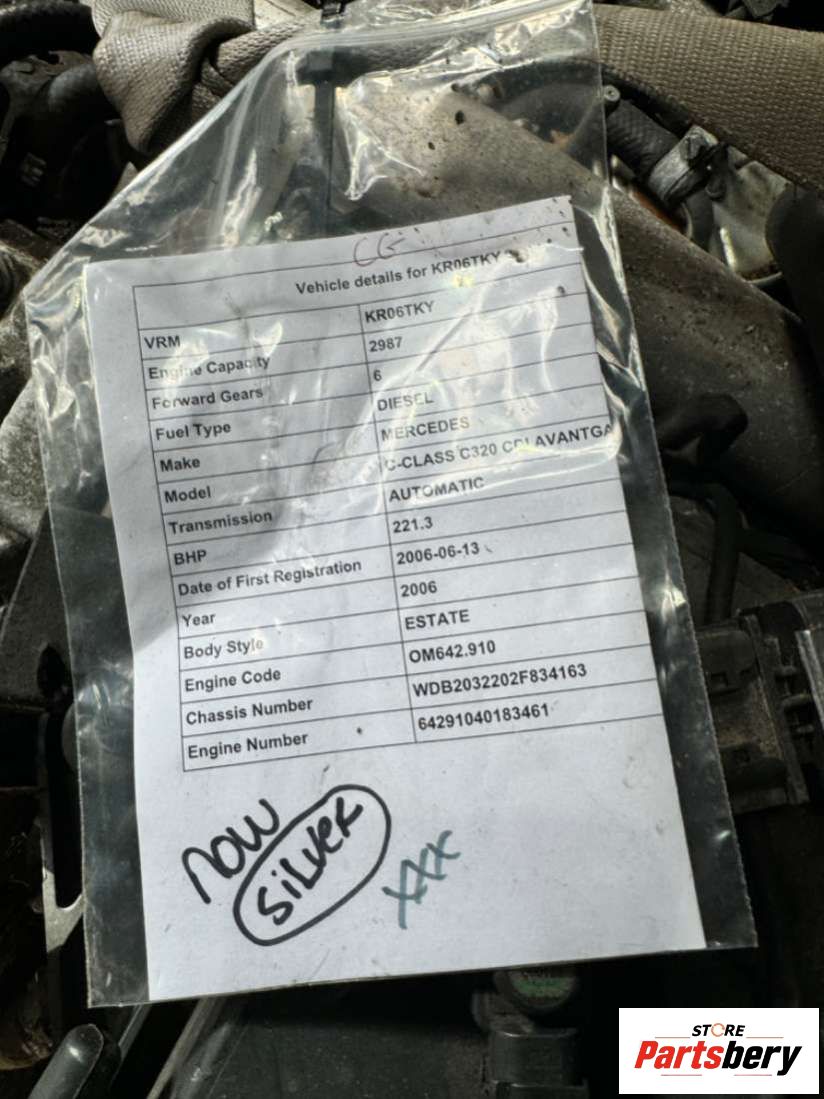 CG
Vehicle details for KR06TKY
VRM KR06TKY
Engine Capacity 2987
Forward Gears 6
Fuel Type DIESEL
Make MERCEDES
Model C-CLASS C320 CDI AVANTGA
Transmission AUTOMATIC
BHP 221.3
Date of First Registration 2006-06-13
Year 2006
Body Style ESTATE
Engine Code OM642.910
Chassis Number WDB2032202F834163
Engine Number 64291040183461
now
SiLVER
XXX
STORE
Partsbery